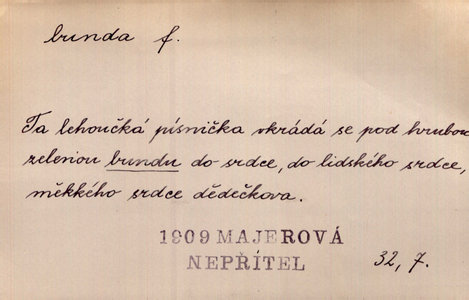 bunda f.
Ta lehoučká písnička vkrádá se pod hrubou
zelenou bundu do srdce, do lidského srdce,
měkkého srdce dědečkova.
1909 MAJEROVÁ
NEPŘÍTEL
32, 7.